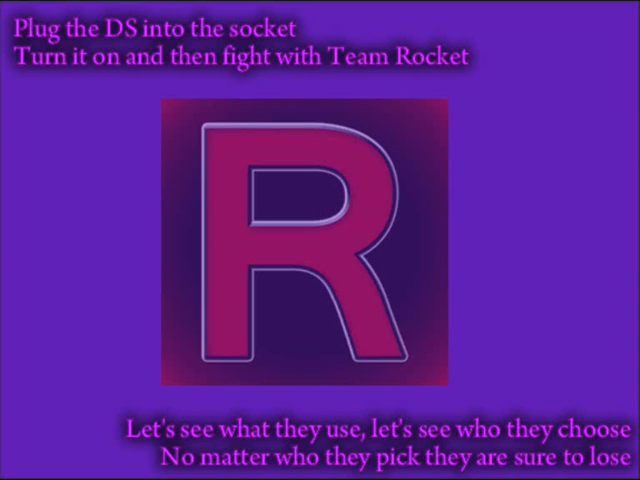 Plug the DS into the socket
Turn it on and then fight with Team Rocket
R
Let's see what they use, let's see who they choose
No matter who they pick they are sure to lose